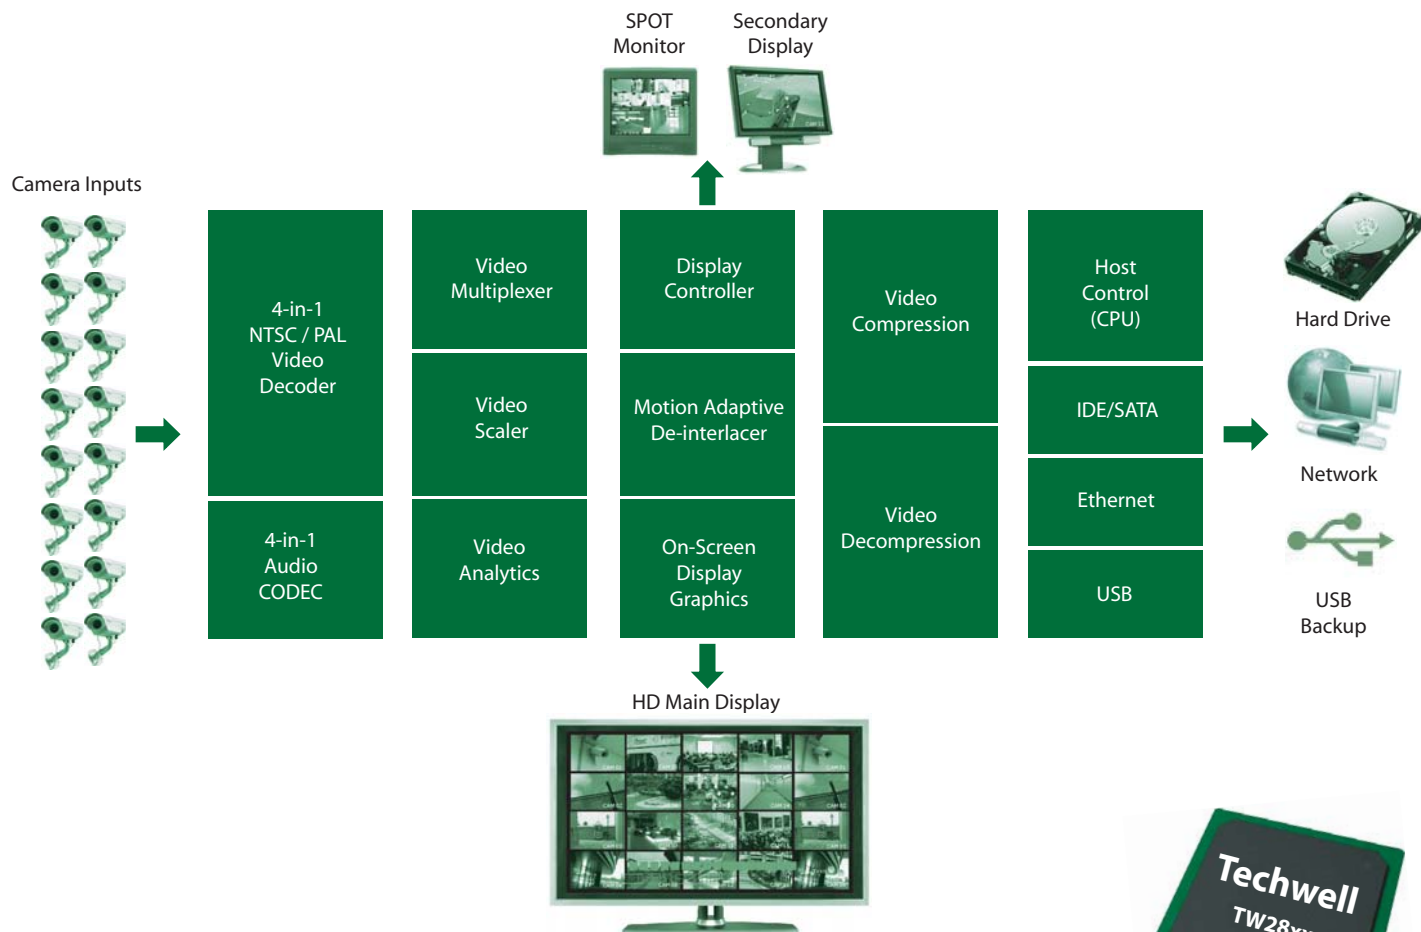 SPOT
Monitor
Secondary
Display
Camera Inputs
4-in-1
NTSC / PAL
Video
Decoder
4-in-1
Audio
CODEC
Video
Multiplexer
Video
Scaler
Video
Analytics
Display
Controller
Motion Adaptive
De-interlacer
On-Screen
Display
Graphics
Video
Compression
Video
Decompression
Host
Control
(CPU)
IDE/SATA
Ethernet
USB
Hard Drive
Network
USB
Backup
HD Main Display
Techwell